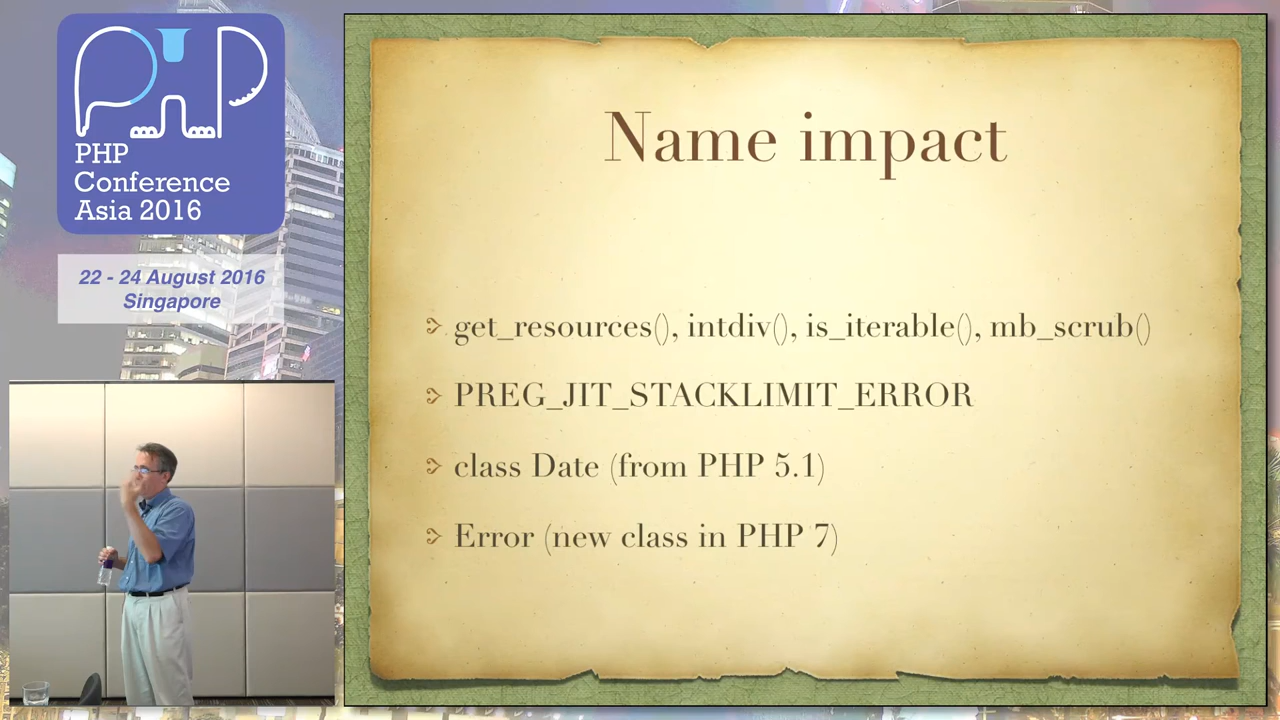 PHP
Conference
Asia 2016
22 - 24 August 2016
Singapore
Name impact
get_resources(), intdiv(), is_iterable(), mb_scrub()
PREG_JIT_STACKLIMIT_ERROR
class Date (from PHP 5.1)
Error (new class in PHP 7)